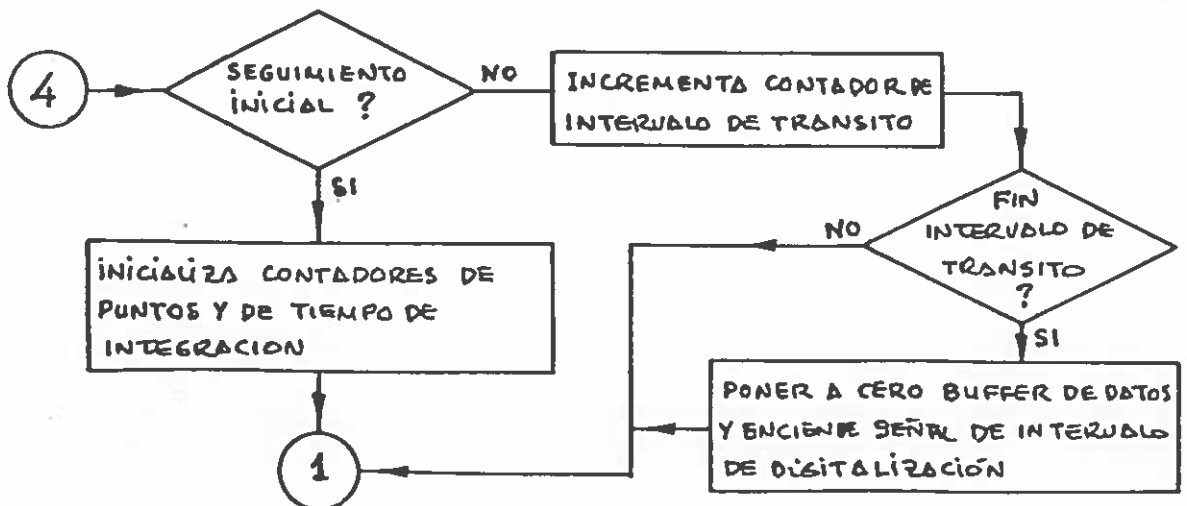 4
SEGUIMIENTO
INICIAL ?
NO
INCREMENTA CONTADOR DE
INTERVALO DE TRANSITO
SI
FIN
INTERVALO DE
TRANSITO
?
NO
INICIALIZA CONTADORES DE
PUNTOS Y DE TIEMPO DE
INTEGRACION
SI
PONER A CERO BUFFER DE DATOS
Y ENCIENDE SEÑAL DE INTERVALO
DE DIGITALIZACIÓN
1